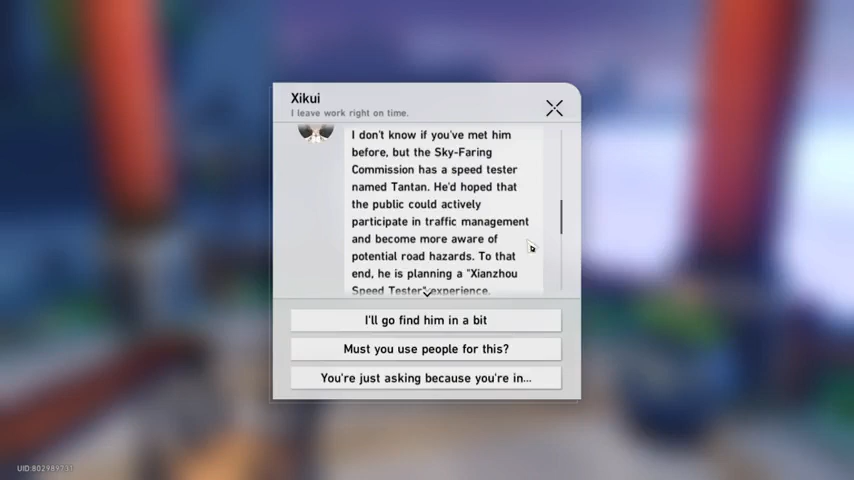 Xikui
I leave work right on time.
I don't know if you've met him
before, but the Sky-Faring
Commission has a speed tester
named Tantan. He'd hoped that
the public could actively
participate in traffic management
and become more aware of
potential road hazards. To that
end, he is planning a "Xianzhou
Speed Tester" experience.
I'll go find him in a bit
Must you use people for this?
You're just asking because you're in...
UID:802989711